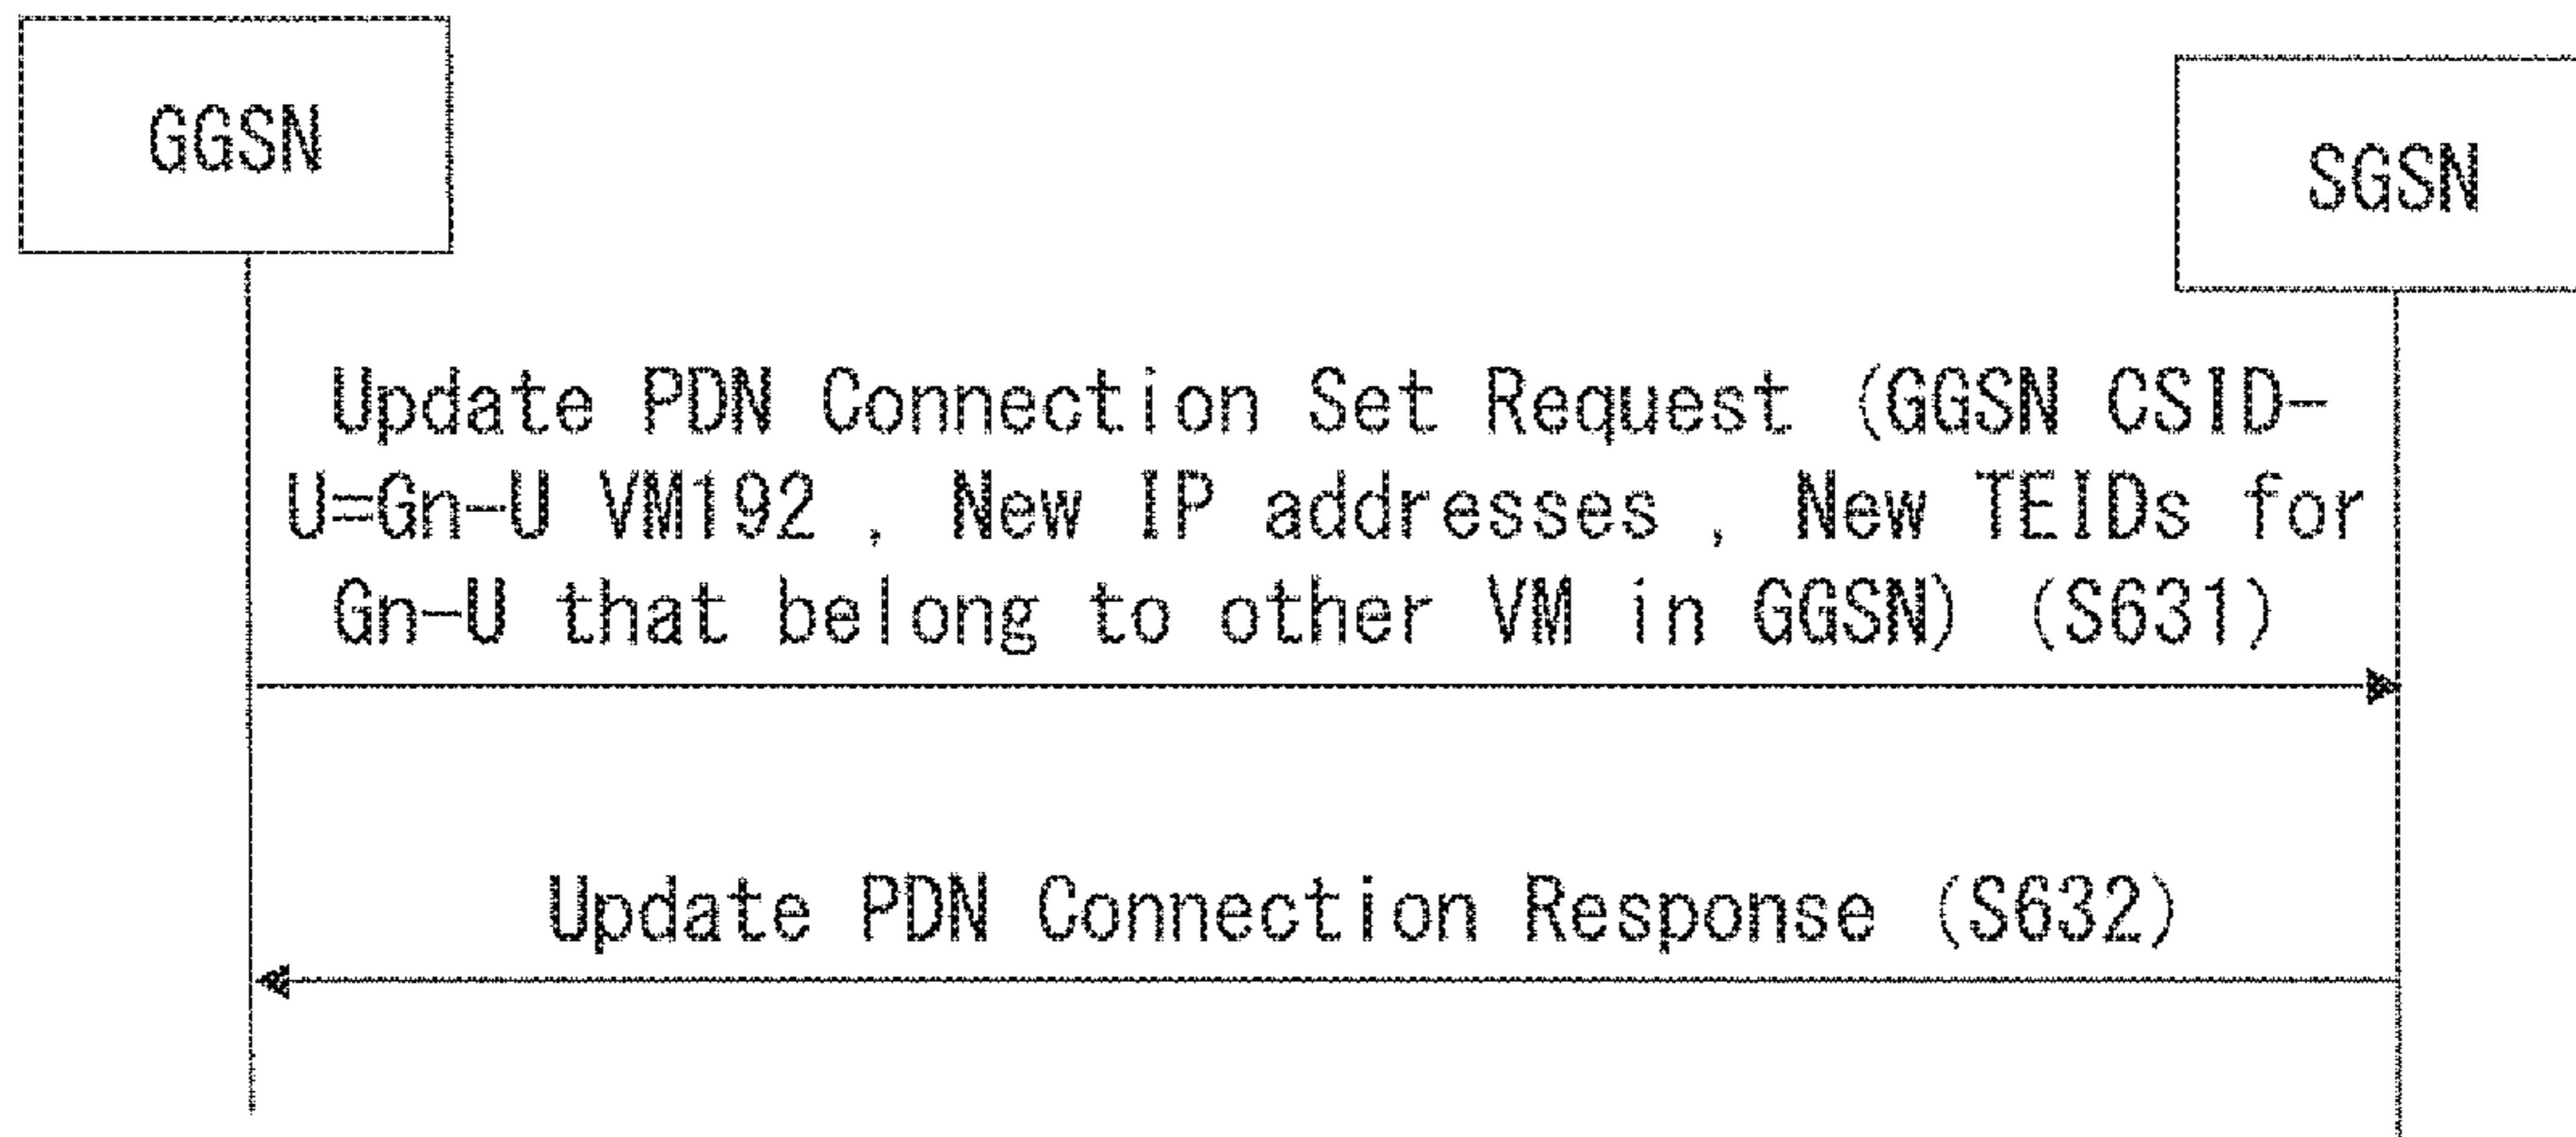 GGSN
SGSN
Update PDN Connection Set Request (GGSN CSID-
U=Gn-U VM192 , New IP addresses , New TEIDs for
Gn-U that belong to other VM in GGSN) (S631)
Update PDN Connection Response (S632)